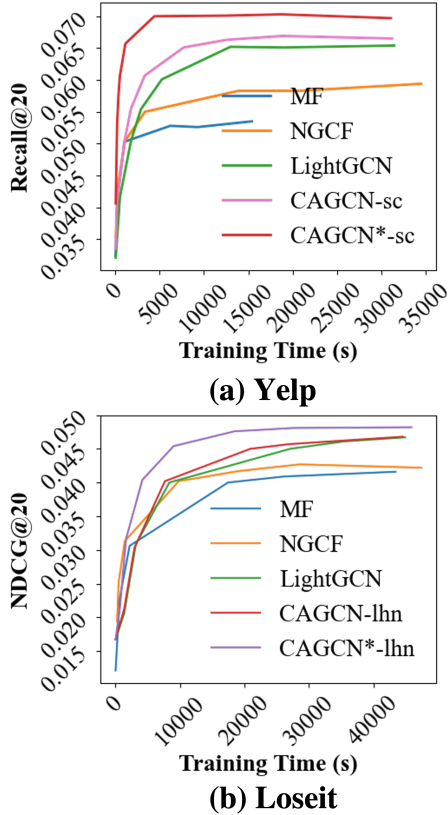 0.070
0.065
0.060
0.055
0.050
0.045
0.040
0.035
Recall@20
MF
NGCF
LightGCN
CAGCN-sc
CAGCN*-sc
0 5000 10000 15000 20000 25000 30000 35000
Training Time (s)
(a) Yelp
0.050
0.045
0.040
0.035
0.030
0.025
0.020
0.015
NDCG@20
MF
NGCF
LightGCN
CAGCN-lhn
CAGCN*-lhn
0 10000 20000 30000 40000
Training Time (s)
(b) Loseit